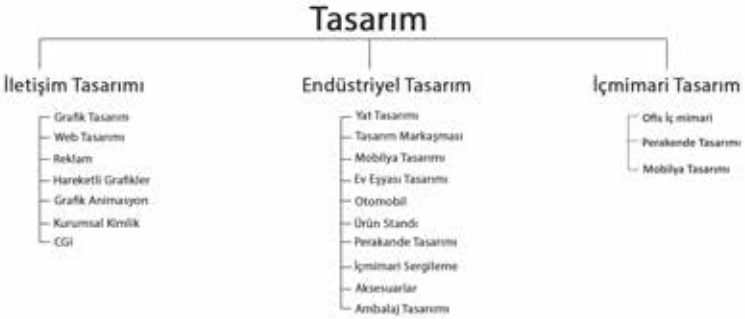 Tasarım
İletişim Tasarımı
Grafik Tasarım
Web Tasarımı
Reklam
Hareketli Grafikler
Grafik Animasyon
Kurumsal Kimlik
CGI
Endüstriyel Tasarım
Yat Tasarımı
Tasarım Markaşması
Mobilya Tasarımı
Ev Eşyası Tasarımı
Otomobil
Ürün Standı
Perakande Tasarımı
İçmimari Sergileme
Aksesuarlar
Ambalaj Tasarımı
İçmimari Tasarım
Ofis İç mimari
Perakende Tasarımı
Mobilya Tasarımı